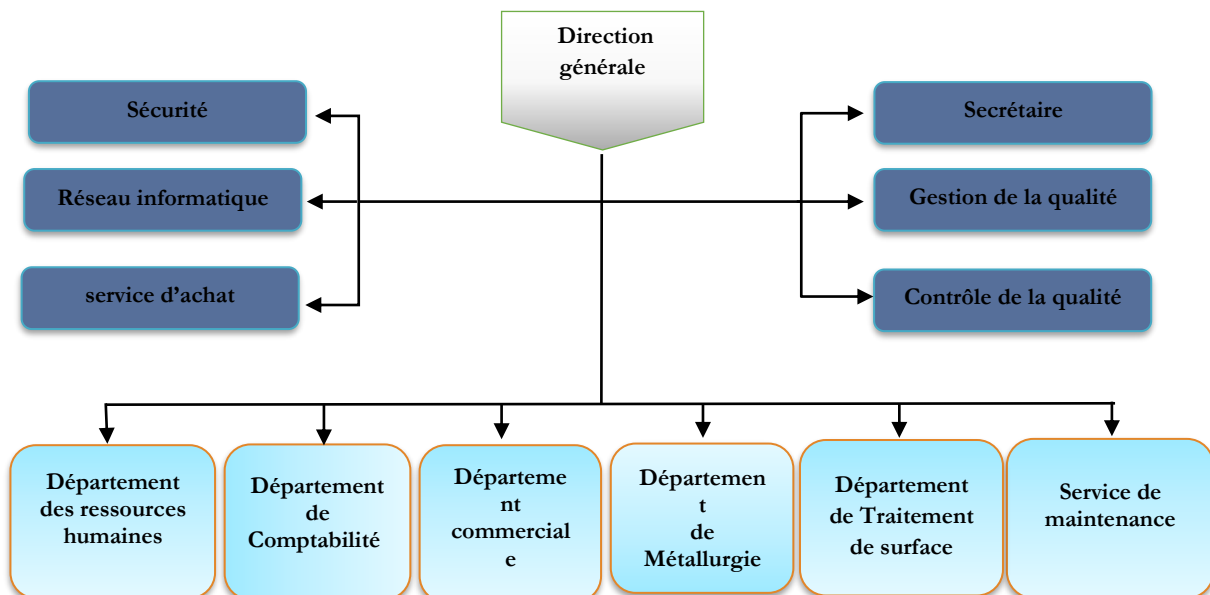 Direction
générale
Sécurité
Secrétaire
Réseau informatique
Gestion de la qualité
service d’achat
Contrôle de la qualité
Département
des ressources
humaines
Département
de
Comptabilité
Départeme
nt
commercial
e
Départemen
t
de
Métallurgie
Département
de Traitement
de surface
Service de
maintenance